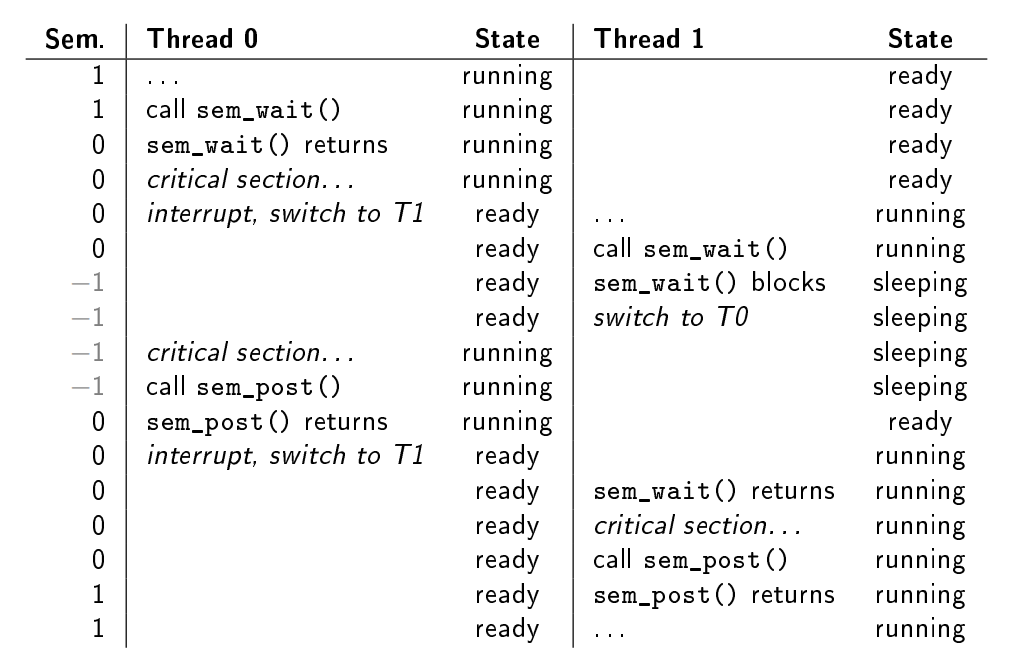 Sem. Thread 0 State Thread 1 State
1 ... running ready
1 call sem_wait() running ready
0 sem_wait() returns running ready
0 critical section... running ready
0 interrupt, switch to T1 ready ... running
0 ready call sem_wait() running
−1 ready sem_wait() blocks sleeping
−1 ready switch to T0 sleeping
−1 critical section... running sleeping
−1 call sem_post() running sleeping
0 sem_post() returns running ready
0 interrupt, switch to T1 ready running
0 ready sem_wait() returns running
0 ready critical section... running
0 ready call sem_post() running
1 ready sem_post() returns running
1 ready ... running